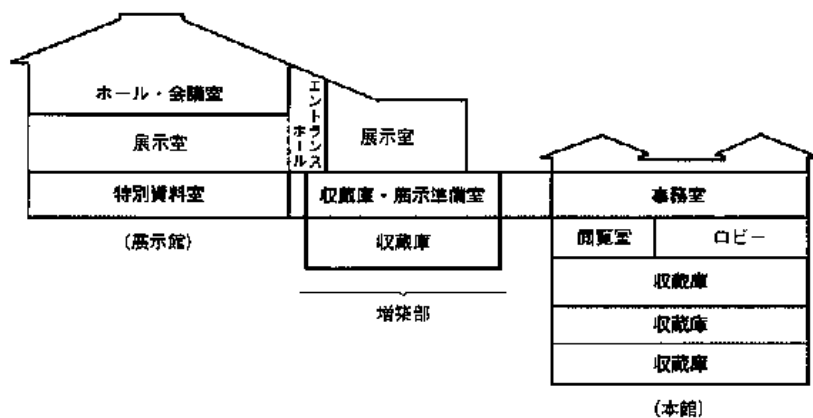 ホール・会議室
エントランスホール
展示室
展示室
特別資料室
収蔵庫・展示準備室
事務室
(展示館)
収蔵庫
閲覧室
ロビー
収蔵庫
増築部
収蔵庫
収蔵庫
(本館)